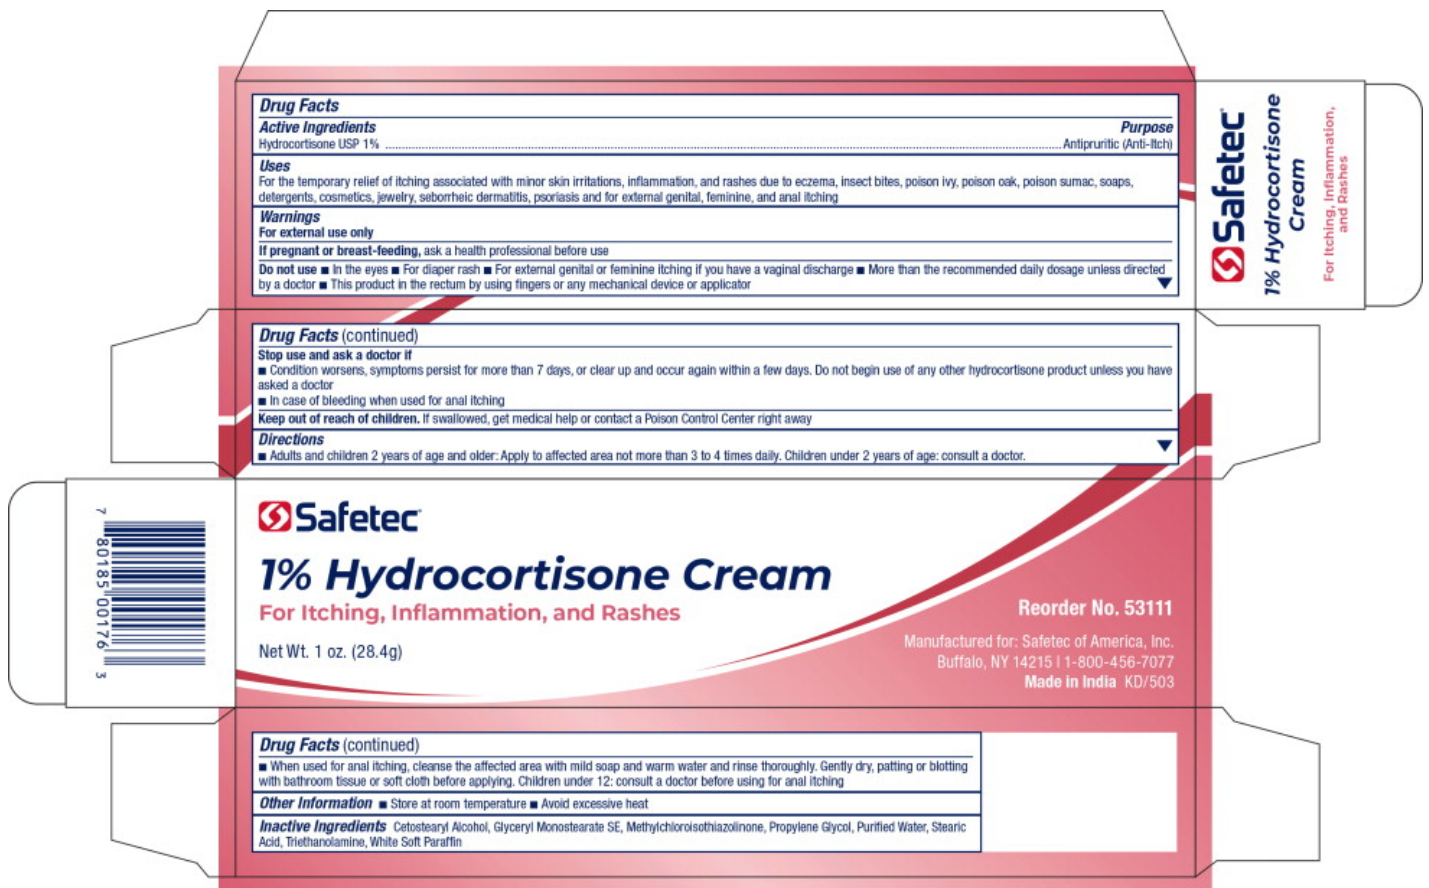 Drug Facts
Active Ingredients Purpose
Hydrocortisone USP 1% ........ Antipruritic (Anti-Itch)
Uses
For the temporary relief of itching associated with minor skin irritations, inflammation, and rashes due to eczema, insect bites, poison ivy, poison oak, poison sumac, soaps,
detergents, cosmetics, jewelry, seborrheic dermatitis, psoriasis and for external genital, feminine, and anal itching
Warnings
For external use only
If pregnant or breast-feeding, ask a health professional before use
Do not use ■ In the eyes ■ For diaper rash ■ For external genital or feminine itching if you have a vaginal discharge ■ More than the recommended daily dosage unless directed
by a doctor ■ This product in the rectum by using fingers or any mechanical device or applicator ▼
Safetec
1% Hydrocortisone
Cream
For Itching, Inflammation,
and Rashes
Drug Facts (continued)
Stop use and ask a doctor if
■ Condition worsens, symptoms persist for more than 7 days, or clear up and occur again within a few days. Do not begin use of any other hydrocortisone product unless you have
asked a doctor
■ In case of bleeding when used for anal itching
Keep out of reach of children. If swallowed, get medical help or contact a Poison Control Center right away
Directions ▼
■ Adults and children 2 years of age and older: Apply to affected area not more than 3 to 4 times daily. Children under 2 years of age: consult a doctor.
7 80185 00176 3
Safetec
1% Hydrocortisone Cream
For Itching, Inflammation, and Rashes
Net Wt. 1 oz. (28.4g)
Reorder No. 53111
Manufactured for: Safetec of America, Inc.
Buffalo, NY 14215 | 1-800-456-7077
Made in India KD/503
Drug Facts (continued)
■ When used for anal itching, cleanse the affected area with mild soap and warm water and rinse thoroughly. Gently dry, patting or blotting
with bathroom tissue or soft cloth before applying. Children under 12: consult a doctor before using for anal itching
Other Information ■ Store at room temperature ■ Avoid excessive heat
Inactive Ingredients Cetostearyl Alcohol, Glyceryl Monostearate SE, Methylchloroisothiazolinone, Propylene Glycol, Purified Water, Stearic
Acid, Triethanolamine, White Soft Paraffin